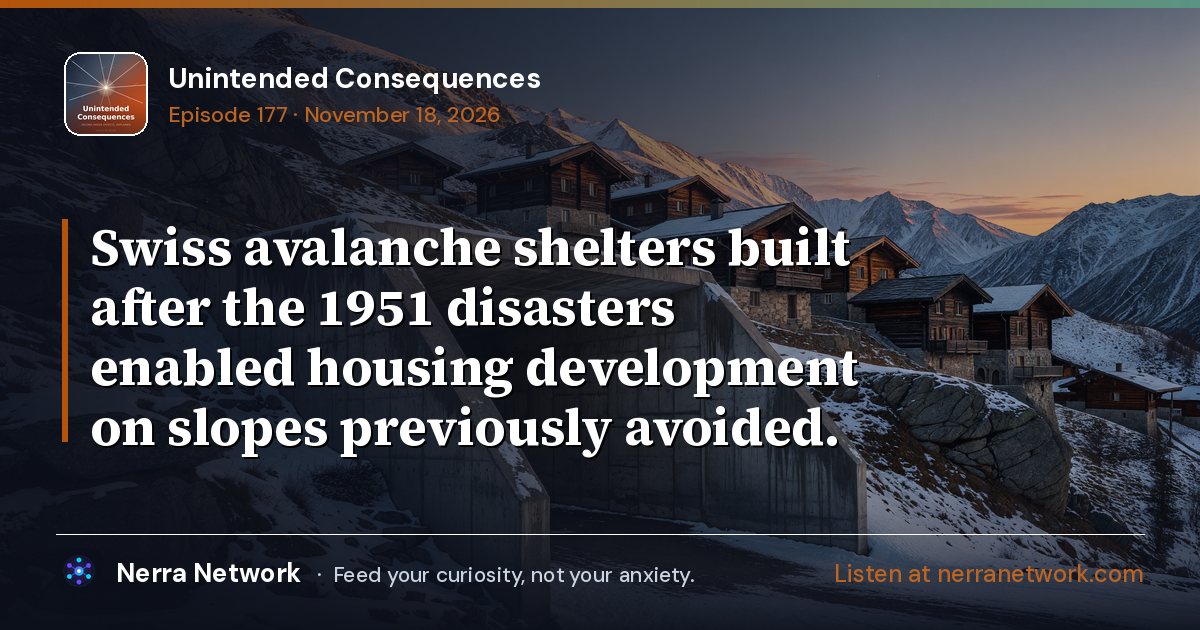 Unintended Consequences
Episode 177 · November 18, 2026
Unintended
Consequences
Swiss avalanche shelters built
after the 1951 disasters
enabled housing development
on slopes previously avoided.
Nerra Network · Feed your curiosity, not your anxiety.
Listen at nerranetwork.com